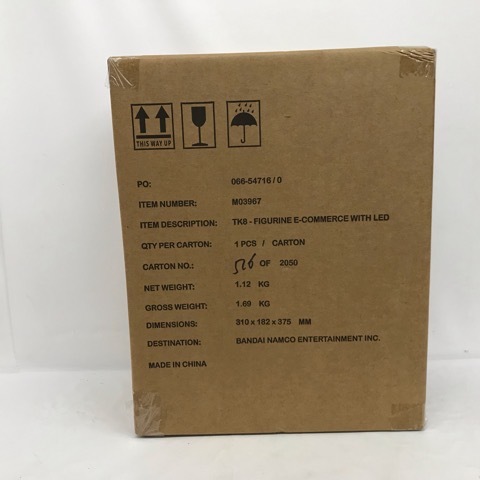 THIS WAY UP
PO: 066-54716 / 0
ITEM NUMBER: M03967
ITEM DESCRIPTION: TK8 - FIGURINE E-COMMERCE WITH LED
QTY PER CARTON: 1 PCS / CARTON
CARTON NO.: 526 OF 2050
NET WEIGHT: 1.12 KG
GROSS WEIGHT: 1.69 KG
DIMENSIONS: 310 x 182 x 375 MM
DESTINATION: BANDAI NAMCO ENTERTAINMENT INC.
MADE IN CHINA